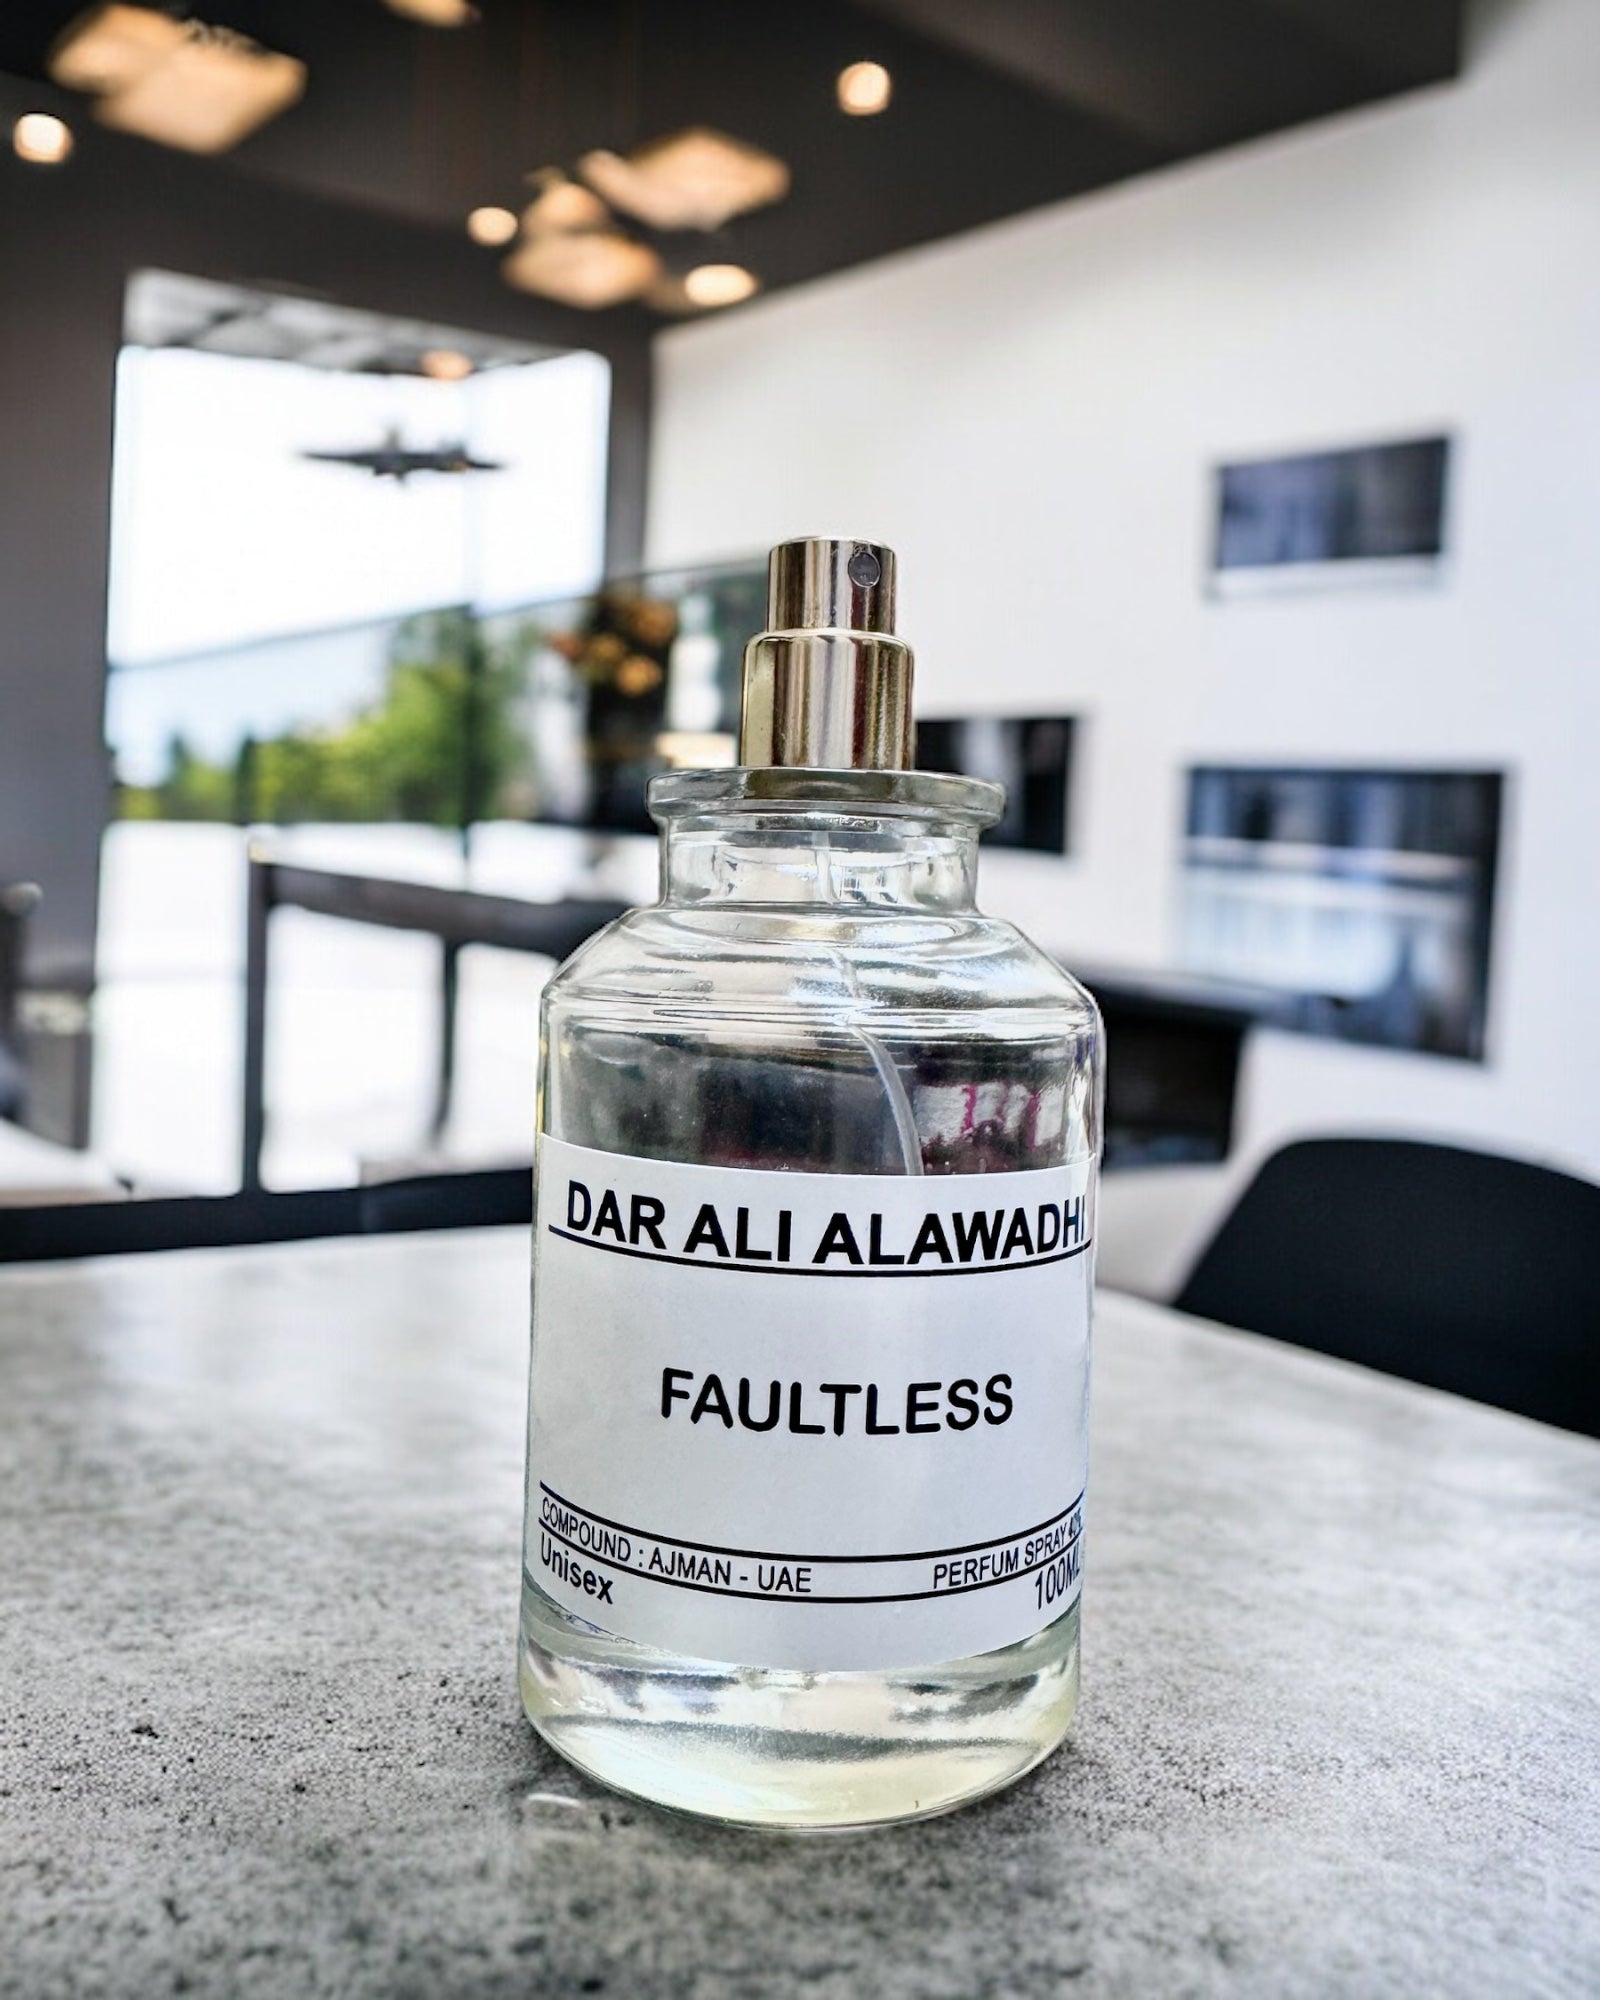 DAR ALI ALAWADHI
FAULTLESS
COMPOUND : AJMAN - UAE
PERFUM SPRAY
Unisex
100ML